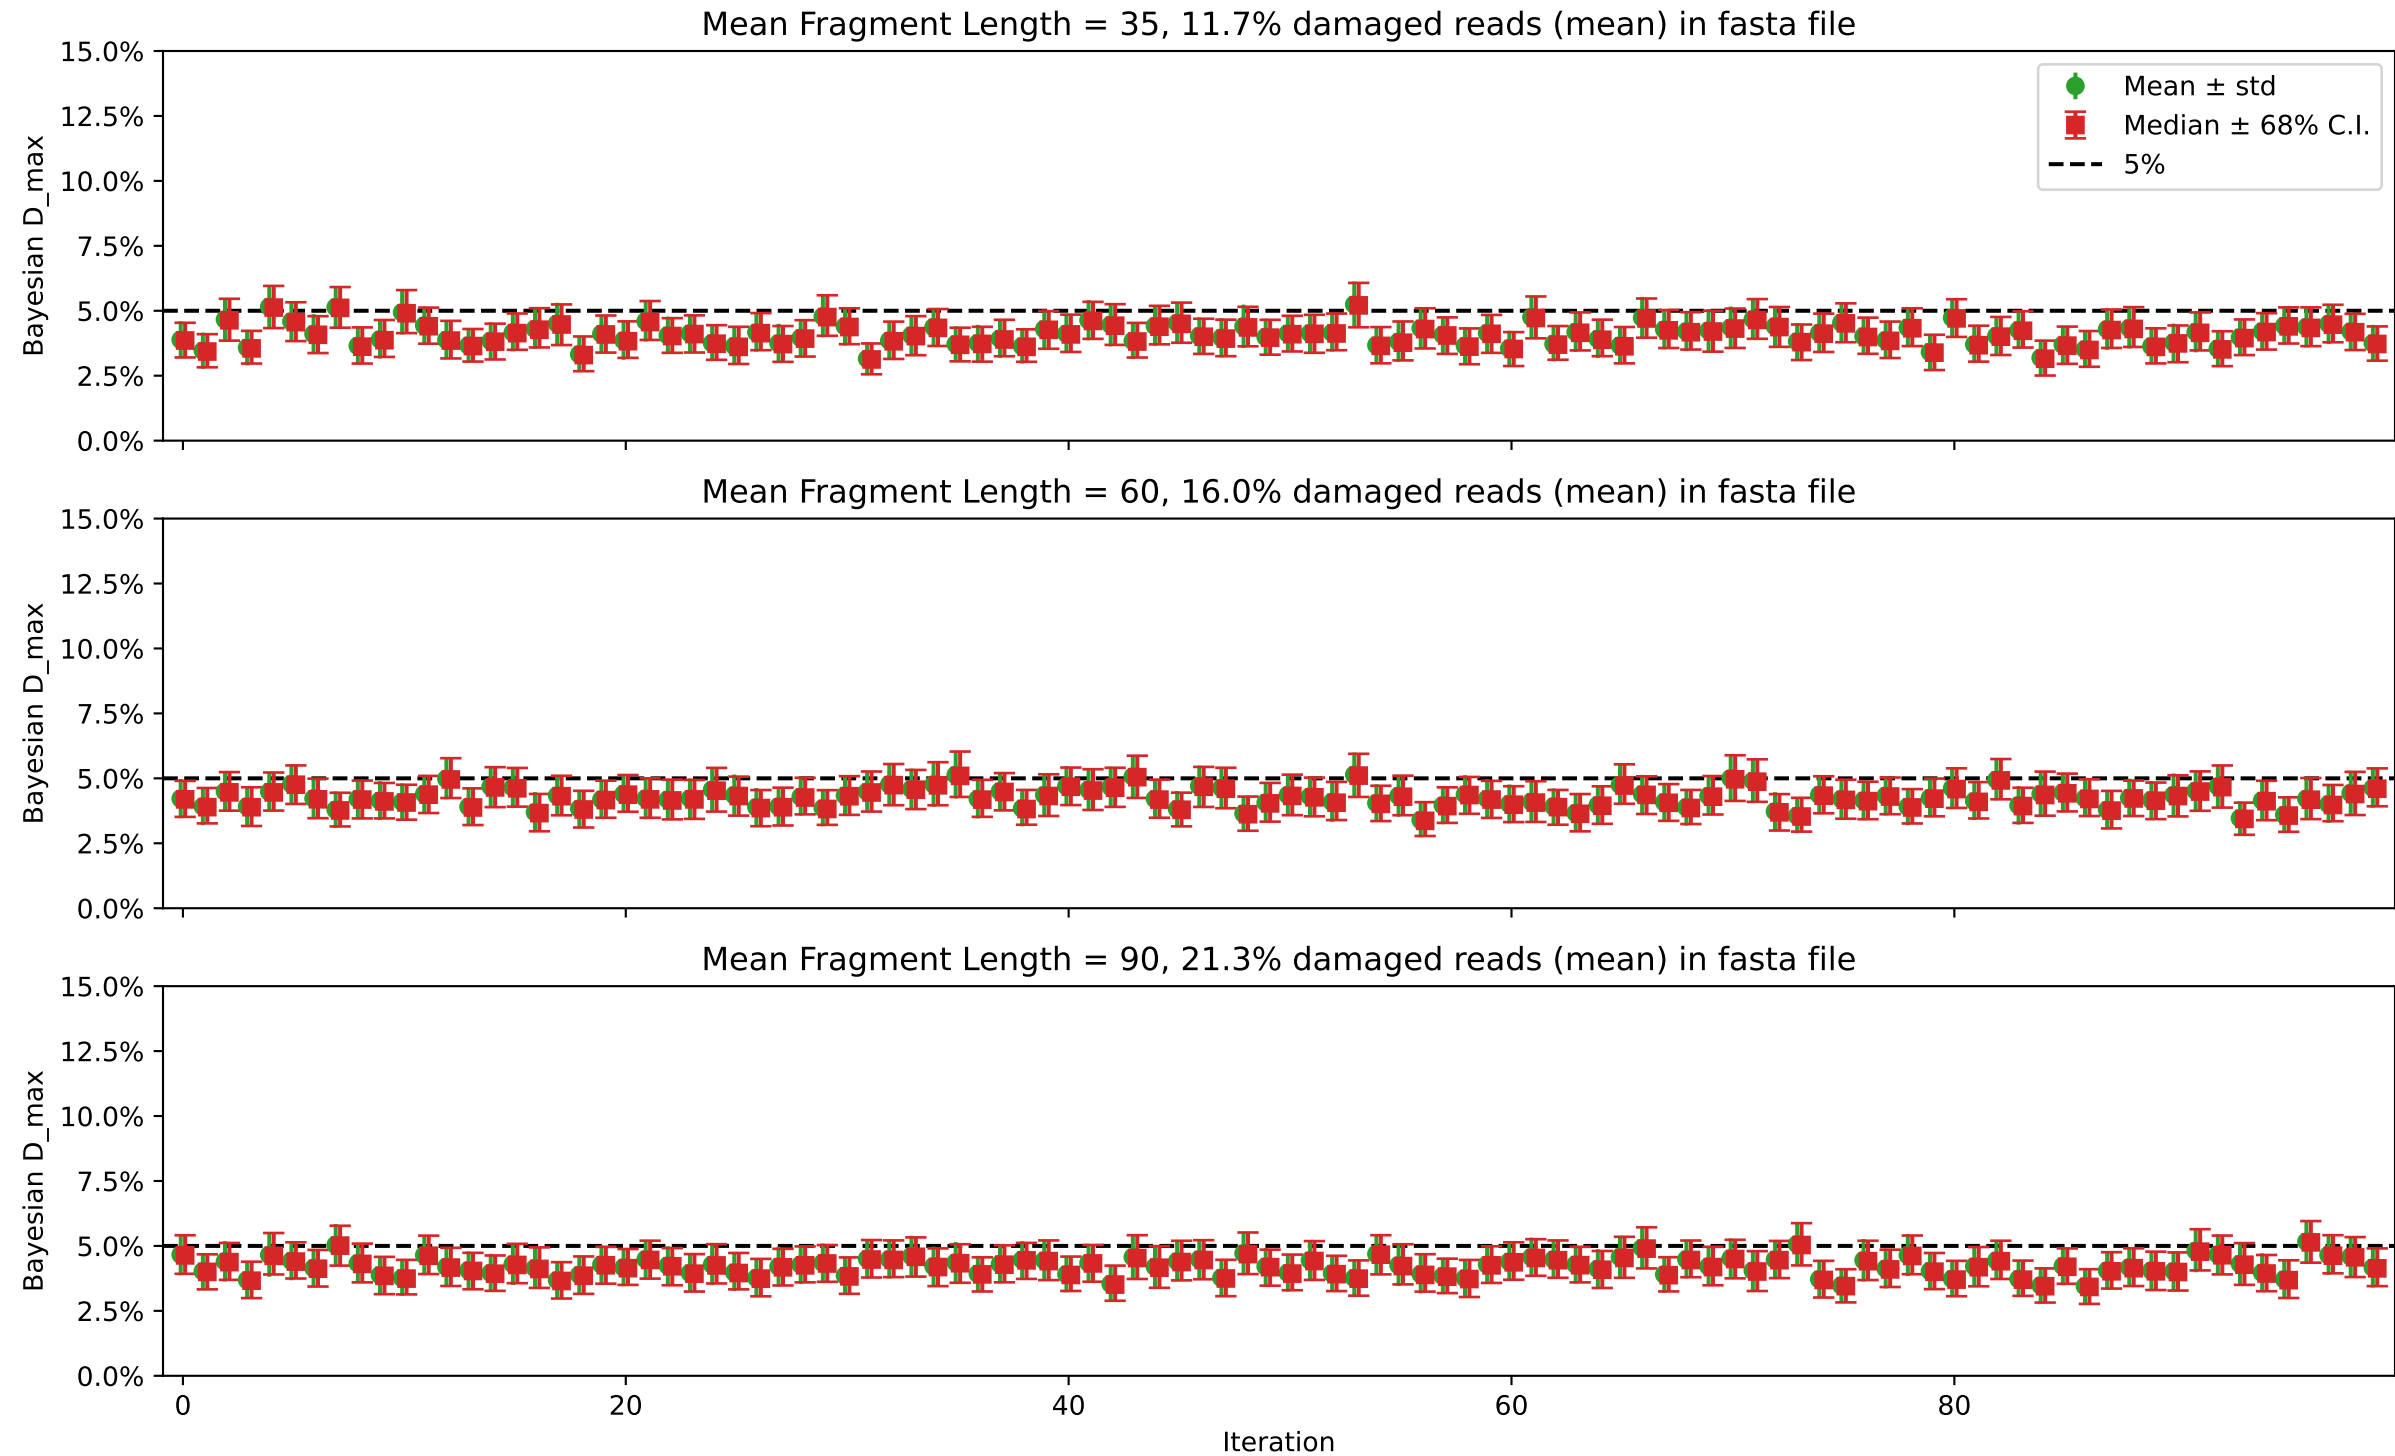 Mean Fragment Length = 35, 11.7% damaged reads (mean) in fasta file
15.0%
12.5%
10.0%
7.5%
5.0%
2.5%
0.0%
Bayesian D_max
Mean ± std
Median ± 68% C.I.
5%
Mean Fragment Length = 60, 16.0% damaged reads (mean) in fasta file
15.0%
12.5%
10.0%
7.5%
5.0%
2.5%
0.0%
Bayesian D_max
Mean Fragment Length = 90, 21.3% damaged reads (mean) in fasta file
15.0%
12.5%
10.0%
7.5%
5.0%
2.5%
0.0%
Bayesian D_max
0 20 40 60 80
Iteration